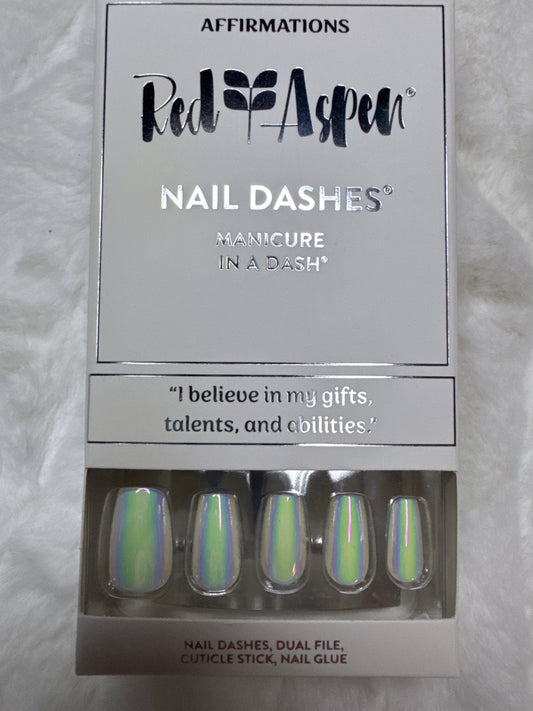 AFFIRMATIONS
Red Aspen®
NAIL DASHES®
MANICURE
IN A DASH®
“I believe in my gifts,
talents, and abilities.”
NAIL DASHES, DUAL FILE,
CUTICLE STICK, NAIL GLUE